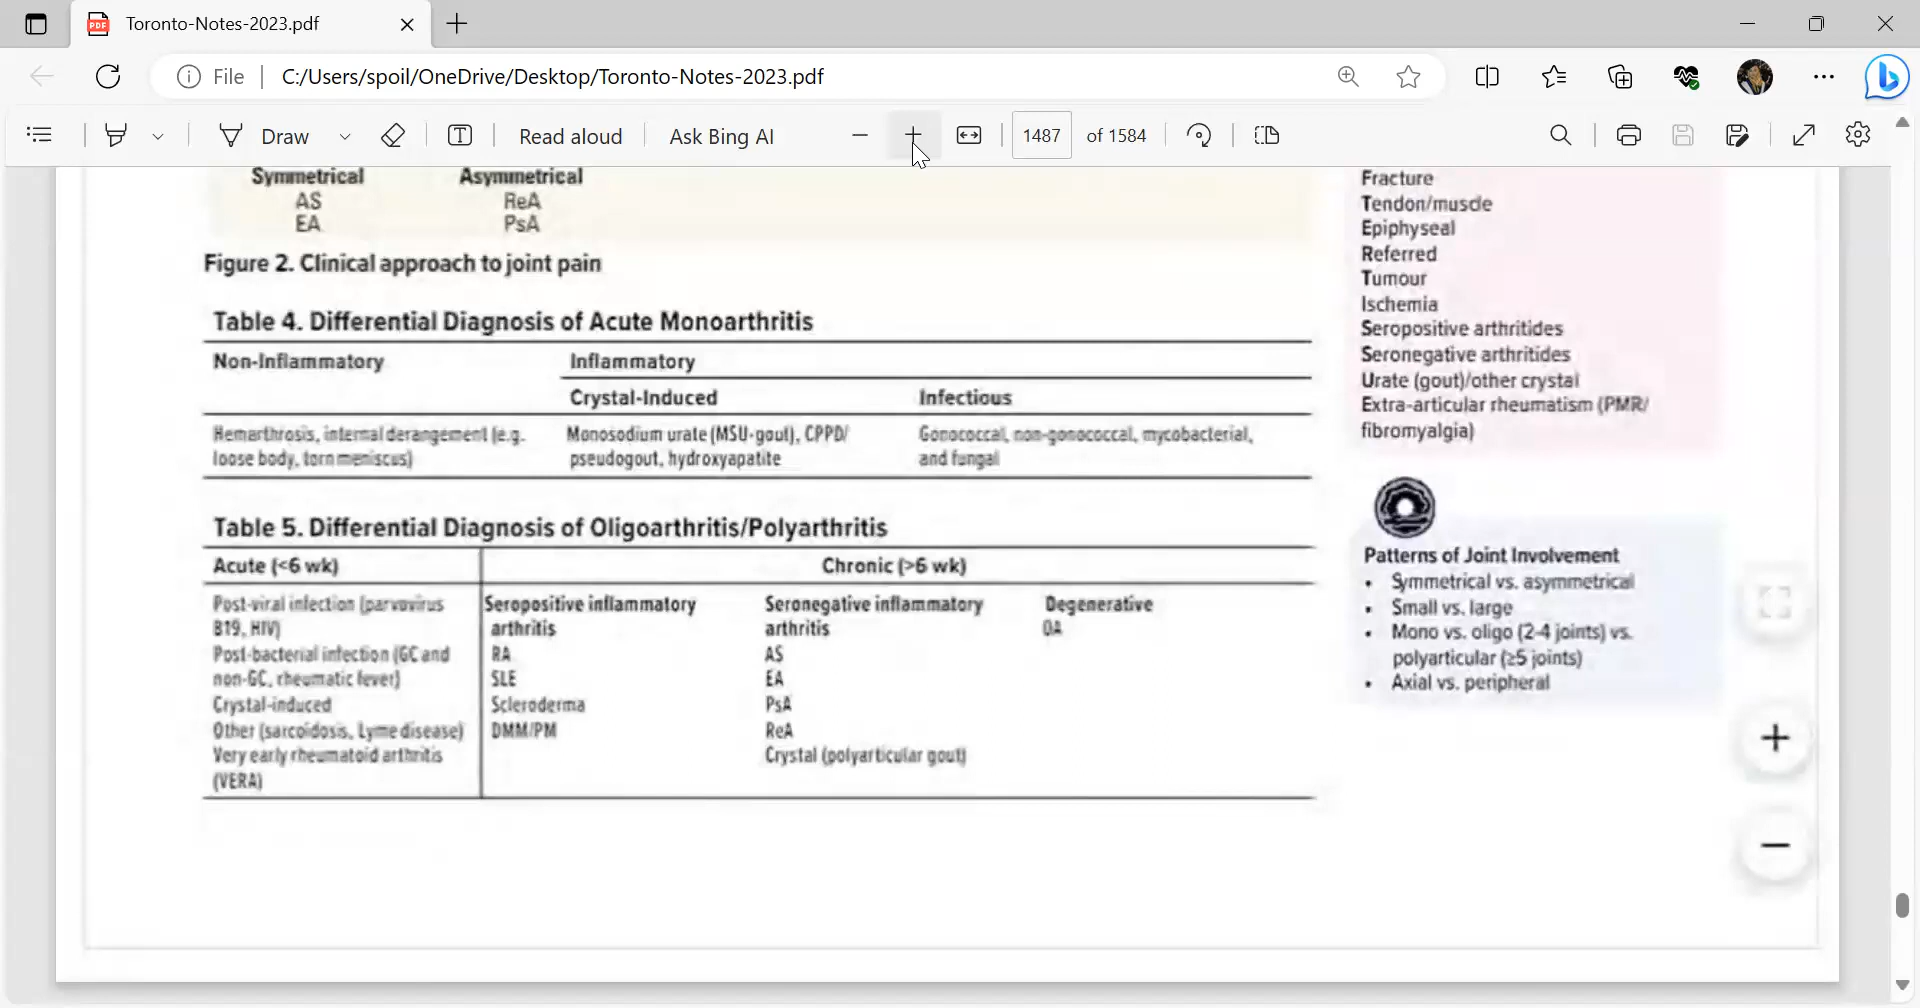 Toronto-Notes-2023.pdf
File
C:/Users/spoil/OneDrive/Desktop/Toronto-Notes-2023.pdf
Draw
Read aloud
Ask Bing AI
1487 of 1584
Symmetrical Asymmetrical
AS ReA
EA PsA
Figure 2. Clinical approach to joint pain
Table 4. Differential Diagnosis of Acute Monoarthritis
Non-Inflammatory Inflammatory
Crystal-Induced Infectious
Hemarthrosis, internal derangement (e.g. Monosodium urate (MSU-gout), CPPD/ Gonococcal, non-gonococcal, mycobacterial,
loose body, torn meniscus) pseudogout, hydroxyapatite and fungal
Table 5. Differential Diagnosis of Oligoarthritis/Polyarthritis
Acute (<6 wk) Chronic (>6 wk)
Post-viral infection (parvovirus Seropositive inflammatory Seronegative inflammatory Degenerative
B19, HIV) arthritis arthritis OA
Post-bacterial infection (GC and RA AS
non-GC, rheumatic fever) SLE EA
Crystal-induced Scleroderma PsA
Other (sarcoidosis, Lyme disease) DMM/PM ReA
Very early rheumatoid arthritis Crystal (polyarticular gout)
(VERA)
Fracture
Tendon/muscle
Epiphyseal
Referred
Tumour
Ischemia
Seropositive arthritides
Seronegative arthritides
Urate (gout)/other crystal
Extra-articular rheumatism (PMR/
fibromyalgia)
Patterns of Joint Involvement
• Symmetrical vs. asymmetrical
• Small vs. large
• Mono vs. oligo (2-4 joints) vs.
polyarticular (≥5 joints)
• Axial vs. peripheral